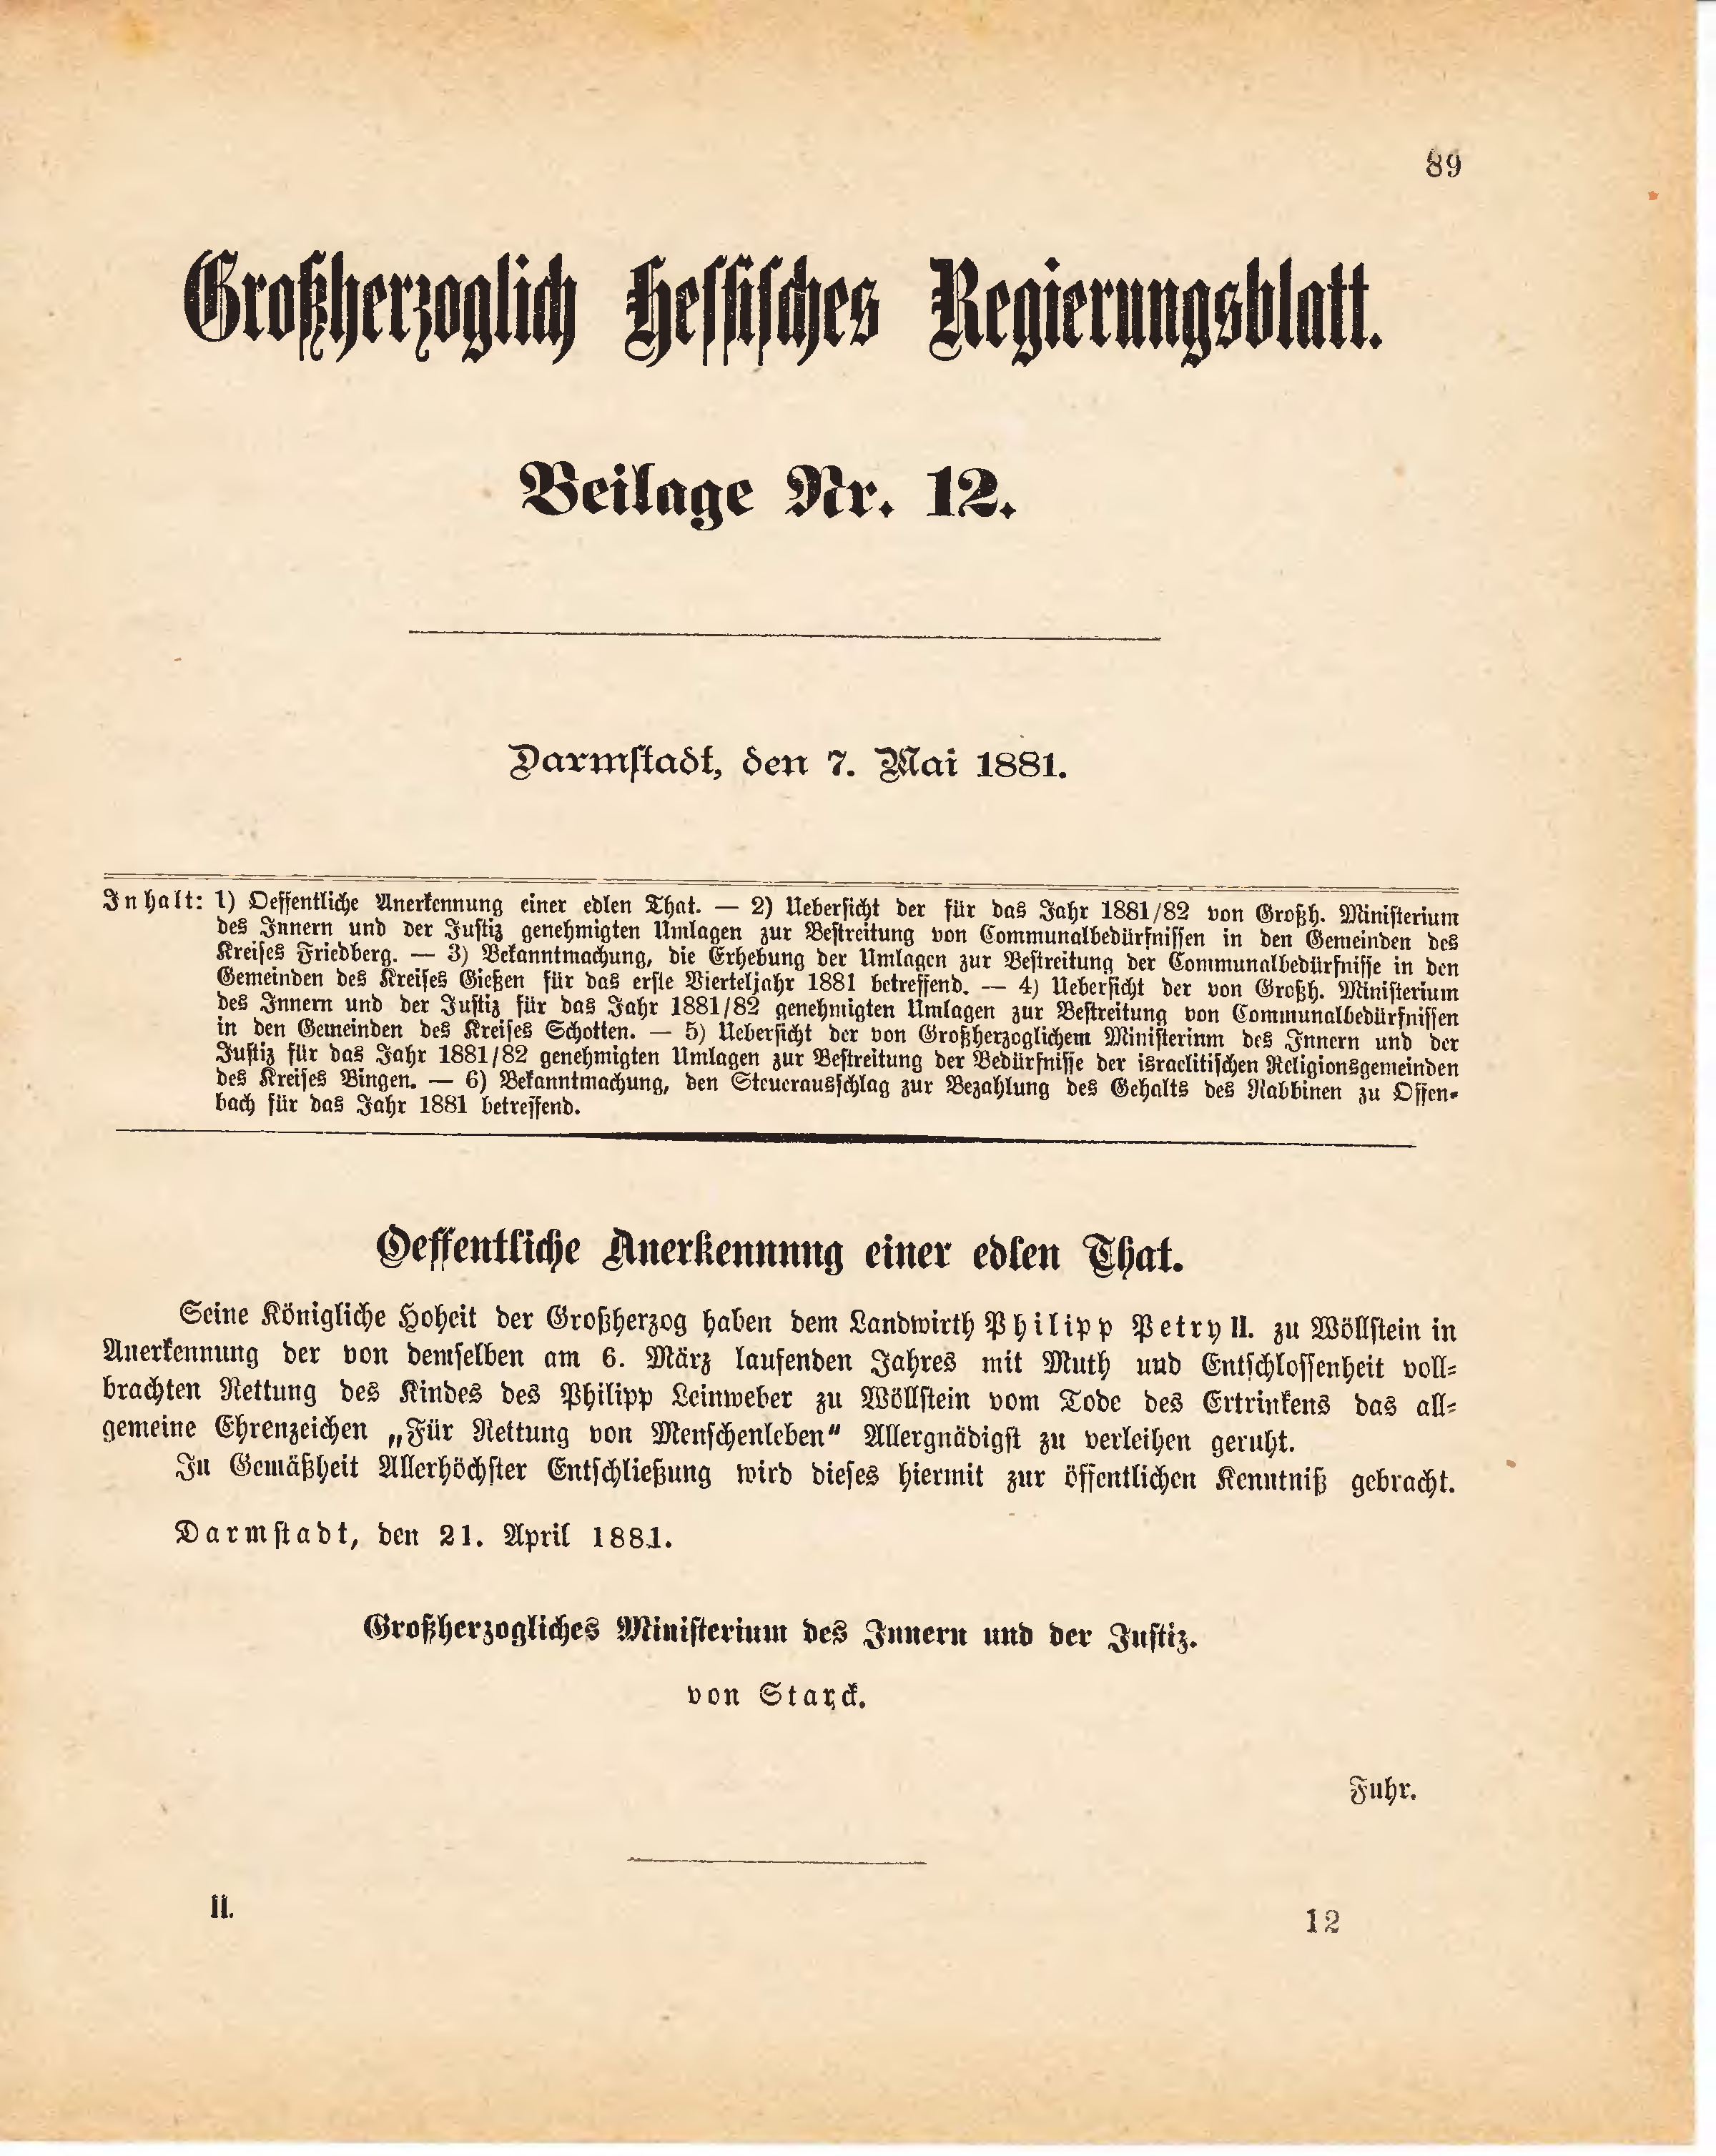 89
Großherzoglich Hessisches Regierungsblatt.
Beilage Nr. 12.
Darmstadt, den 7. Mai 1881.
Inhalt: 1) Oeffentliche Anerkennung einer edlen That. — 2) Uebersicht der für das Jahr 1881/82 von Großh. Ministerium
des Innern und der Justiz genehmigten Umlagen zur Bestreitung von Communalbedürfnissen in den Gemeinden des
Kreises Friedberg. — 3) Bekanntmachung, die Erhebung der Umlagen zur Bestreitung der Communalbedürfnisse in den
Gemeinden des Kreises Gießen für das erste Vierteljahr 1881 betreffend. — 4) Uebersicht der von Großh. Ministerium
des Innern und der Justiz für das Jahr 1881/82 genehmigten Umlagen zur Bestreitung von Communalbedürfnissen
in den Gemeinden des Kreises Schotten. — 5) Uebersicht der von Großherzoglichem Ministerium des Innern und der
Justiz für das Jahr 1881/82 genehmigten Umlagen zur Bestreitung der Bedürfnisse der israelitischen Religionsgemeinden
des Kreises Bingen. — 6) Bekanntmachung, den Steuerausschlag zur Bezahlung des Gehalts des Rabbinen zu Offen-
bach für das Jahr 1881 betreffend.
Oeffentliche Anerkennung einer edlen That.
Seine Königliche Hoheit der Großherzog haben dem Landwirth Philipp Petry II. zu Wöllstein in
Anerkennung der von demselben am 6. März laufenden Jahres mit Muth und Entschlossenheit voll-
brachten Rettung des Kindes des Philipp Leinweber zu Wöllstein vom Tode des Ertrinkens das all-
gemeine Ehrenzeichen „Für Rettung von Menschenleben“ Allergnädigst zu verleihen geruht.
In Gemäßheit Allerhöchster Entschließung wird dieses hiermit zur öffentlichen Kenntniß gebracht.
Darmstadt, den 21. April 1881.
Großherzogliches Ministerium des Innern und der Justiz.
von Starck.
Fuhr.
II.
12